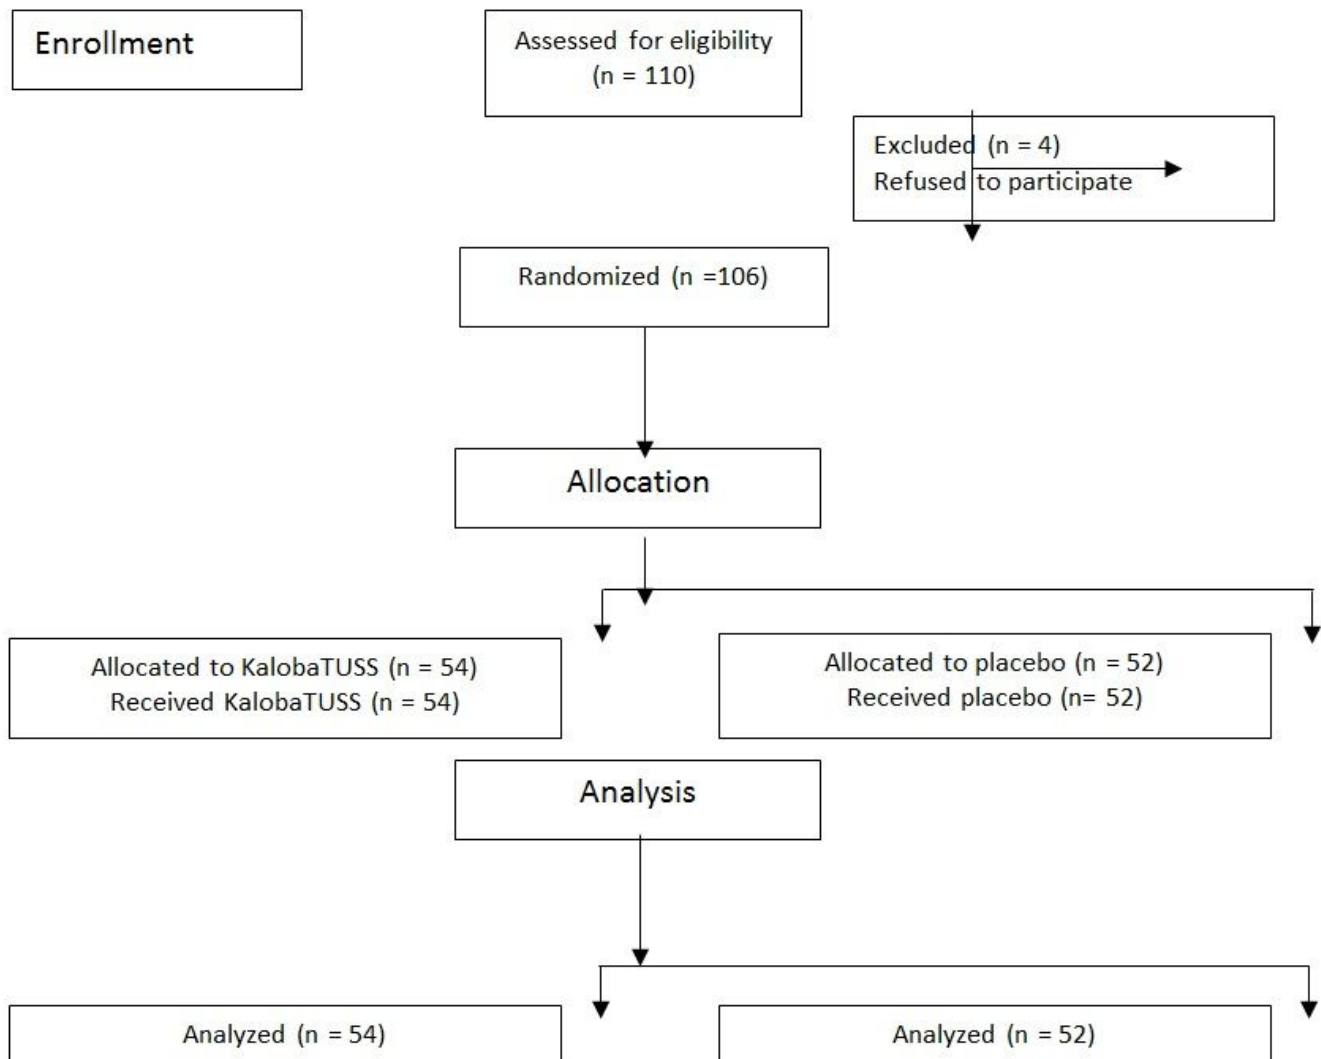 Enrollment
Assessed for eligibility
(n = 110)
Excluded (n = 4)
Refused to participate
Randomized (n =106)
Allocation
Allocated to KalobaTUSS (n = 54)
Received KalobaTUSS (n = 54)
Allocated to placebo (n = 52)
Received placebo (n= 52)
Analysis
Analyzed (n = 54)
Analyzed (n = 52)